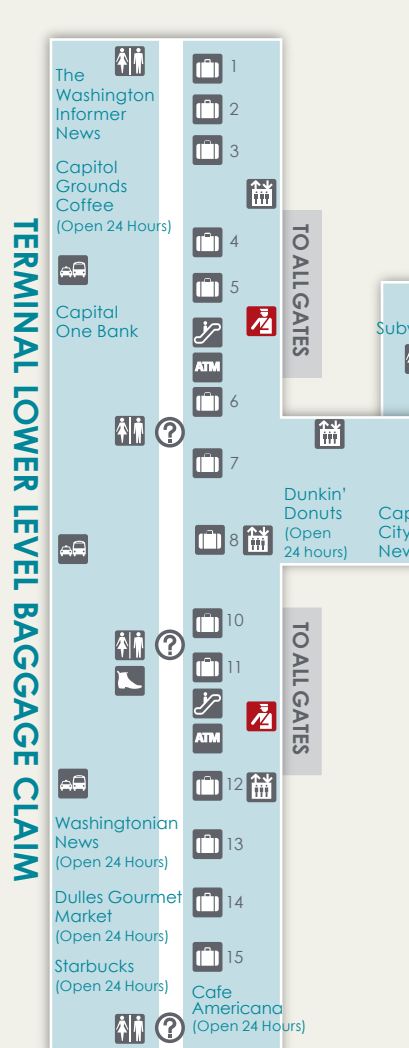 TERMINAL LOWER LEVEL BAGGAGE CLAIM
The
Washington
Informer
News
Capitol
Grounds
Coffee
(Open 24 Hours)
Capital
One Bank
1
2
3
4
5
ATM
6
?
7
8
TO ALL GATES
Dunkin'
Donuts
(Open
24 hours)
Cap
City
New
10
?
11
ATM
12
TO ALL GATES
13
14
15
Washingtonian
News
(Open 24 Hours)
Dulles Gourmet
Market
(Open 24 Hours)
Starbucks
(Open 24 Hours)
Cafe
Americana
(Open 24 Hours)
?